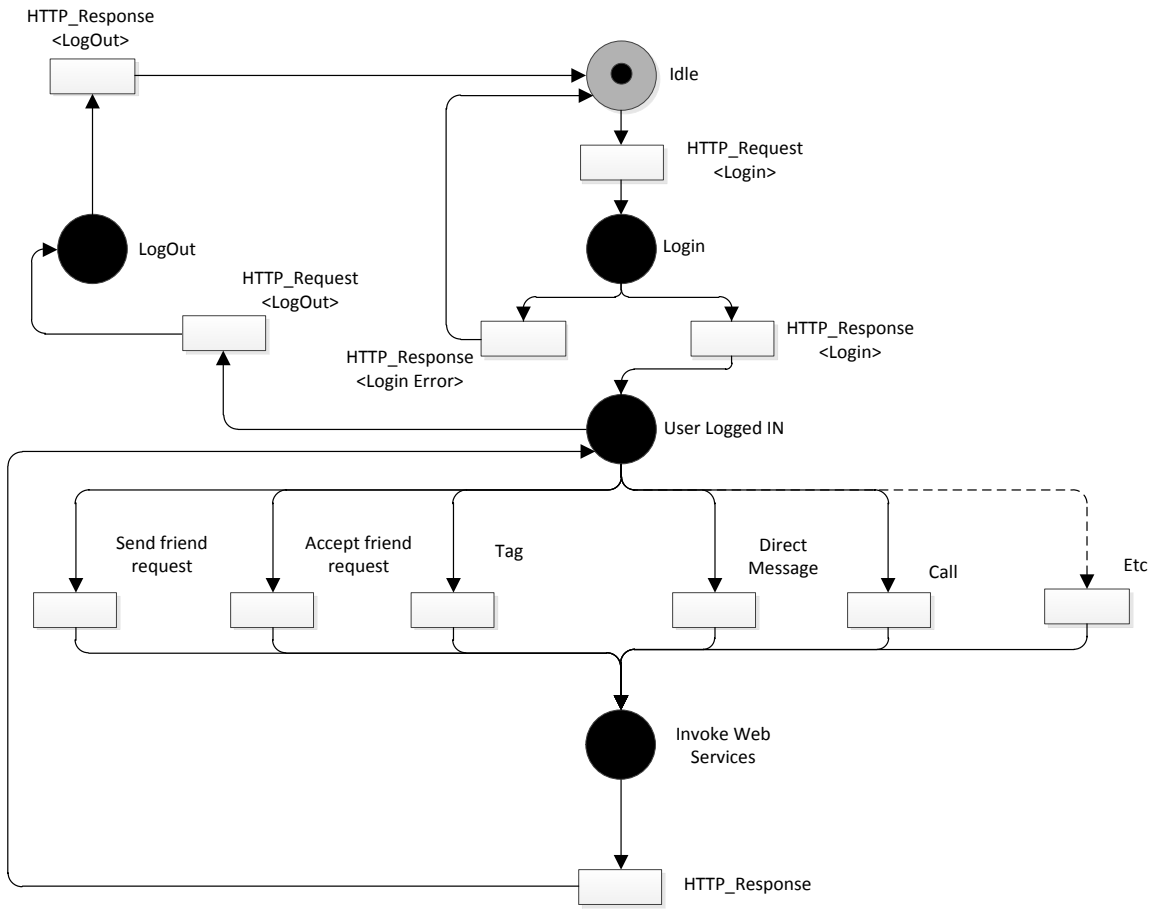 HTTP_Response
<LogOut>
Idle
HTTP_Request
<Login>
LogOut
Login
HTTP_Request
<LogOut>
HTTP_Response
<Login Error>
HTTP_Response
<Login>
User Logged IN
Send friend
request
Accept friend
request
Tag
Direct
Message
Call
Etc
Invoke Web
Services
HTTP_Response